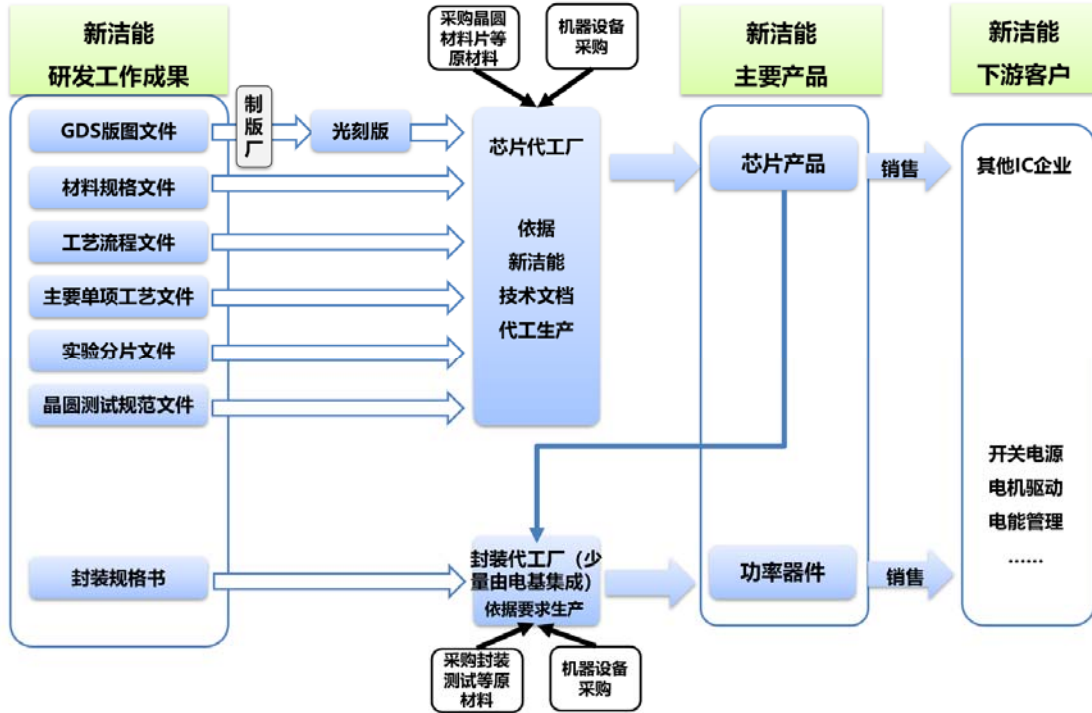 新洁能
研发工作成果
采购晶圆
材料片等
原材料
机器设备
采购
新洁能
主要产品
新洁能
下游客户
GDS版图文件
制
版
厂
光刻版
材料规格文件
工艺流程文件
主要单项工艺文件
实验分片文件
晶圆测试规范文件
封装规格书
芯片代工厂
依据
新洁能
技术文档
代工生产
芯片产品
销售
其他IC企业
开关电源
电机驱动
电能管理
……
封装代工厂（少
量由电基集成）
依据要求生产
功率器件
销售
采购封装
测试等原
材料
机器设备
采购